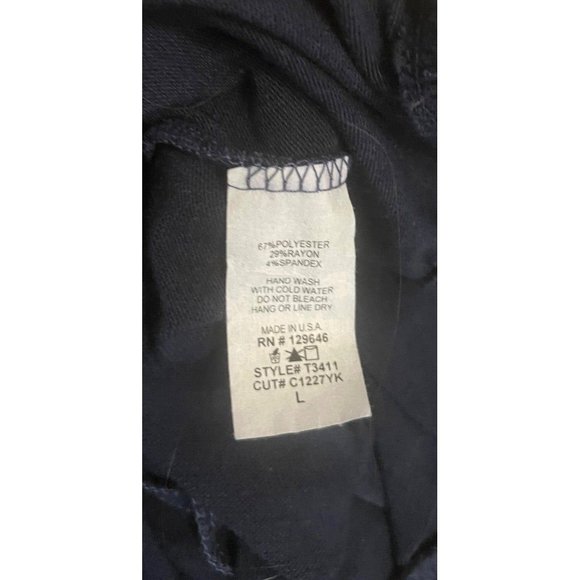 67%POLYESTER
29%RAYON
4%SPANDEX
HAND WASH
WITH COLD WATER
DO NOT BLEACH
HANG OR LINE DRY
MADE IN U.S.A.
RN # 129646
STYLE# T3411
CUT# C1227YK
L